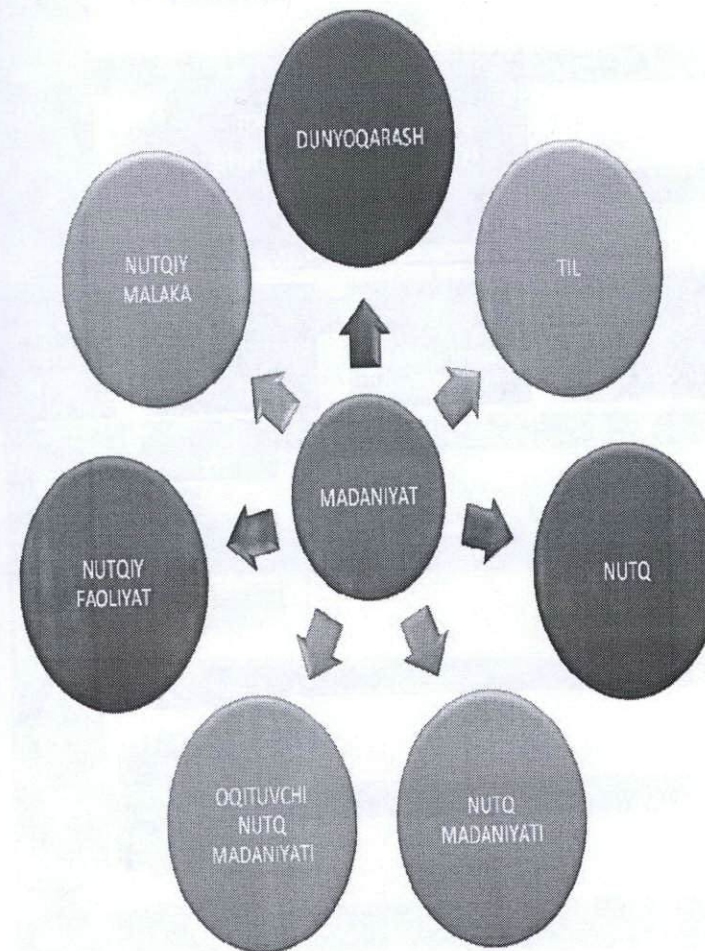 DUNYOQARASH
TIL
NUTQ
NUTQ
MADANIYATI
OQITUVCHI
NUTQ
MADANIYATI
NUTQIY
FAOLIYAT
NUTQIY
MALAKA
MADANIYAT